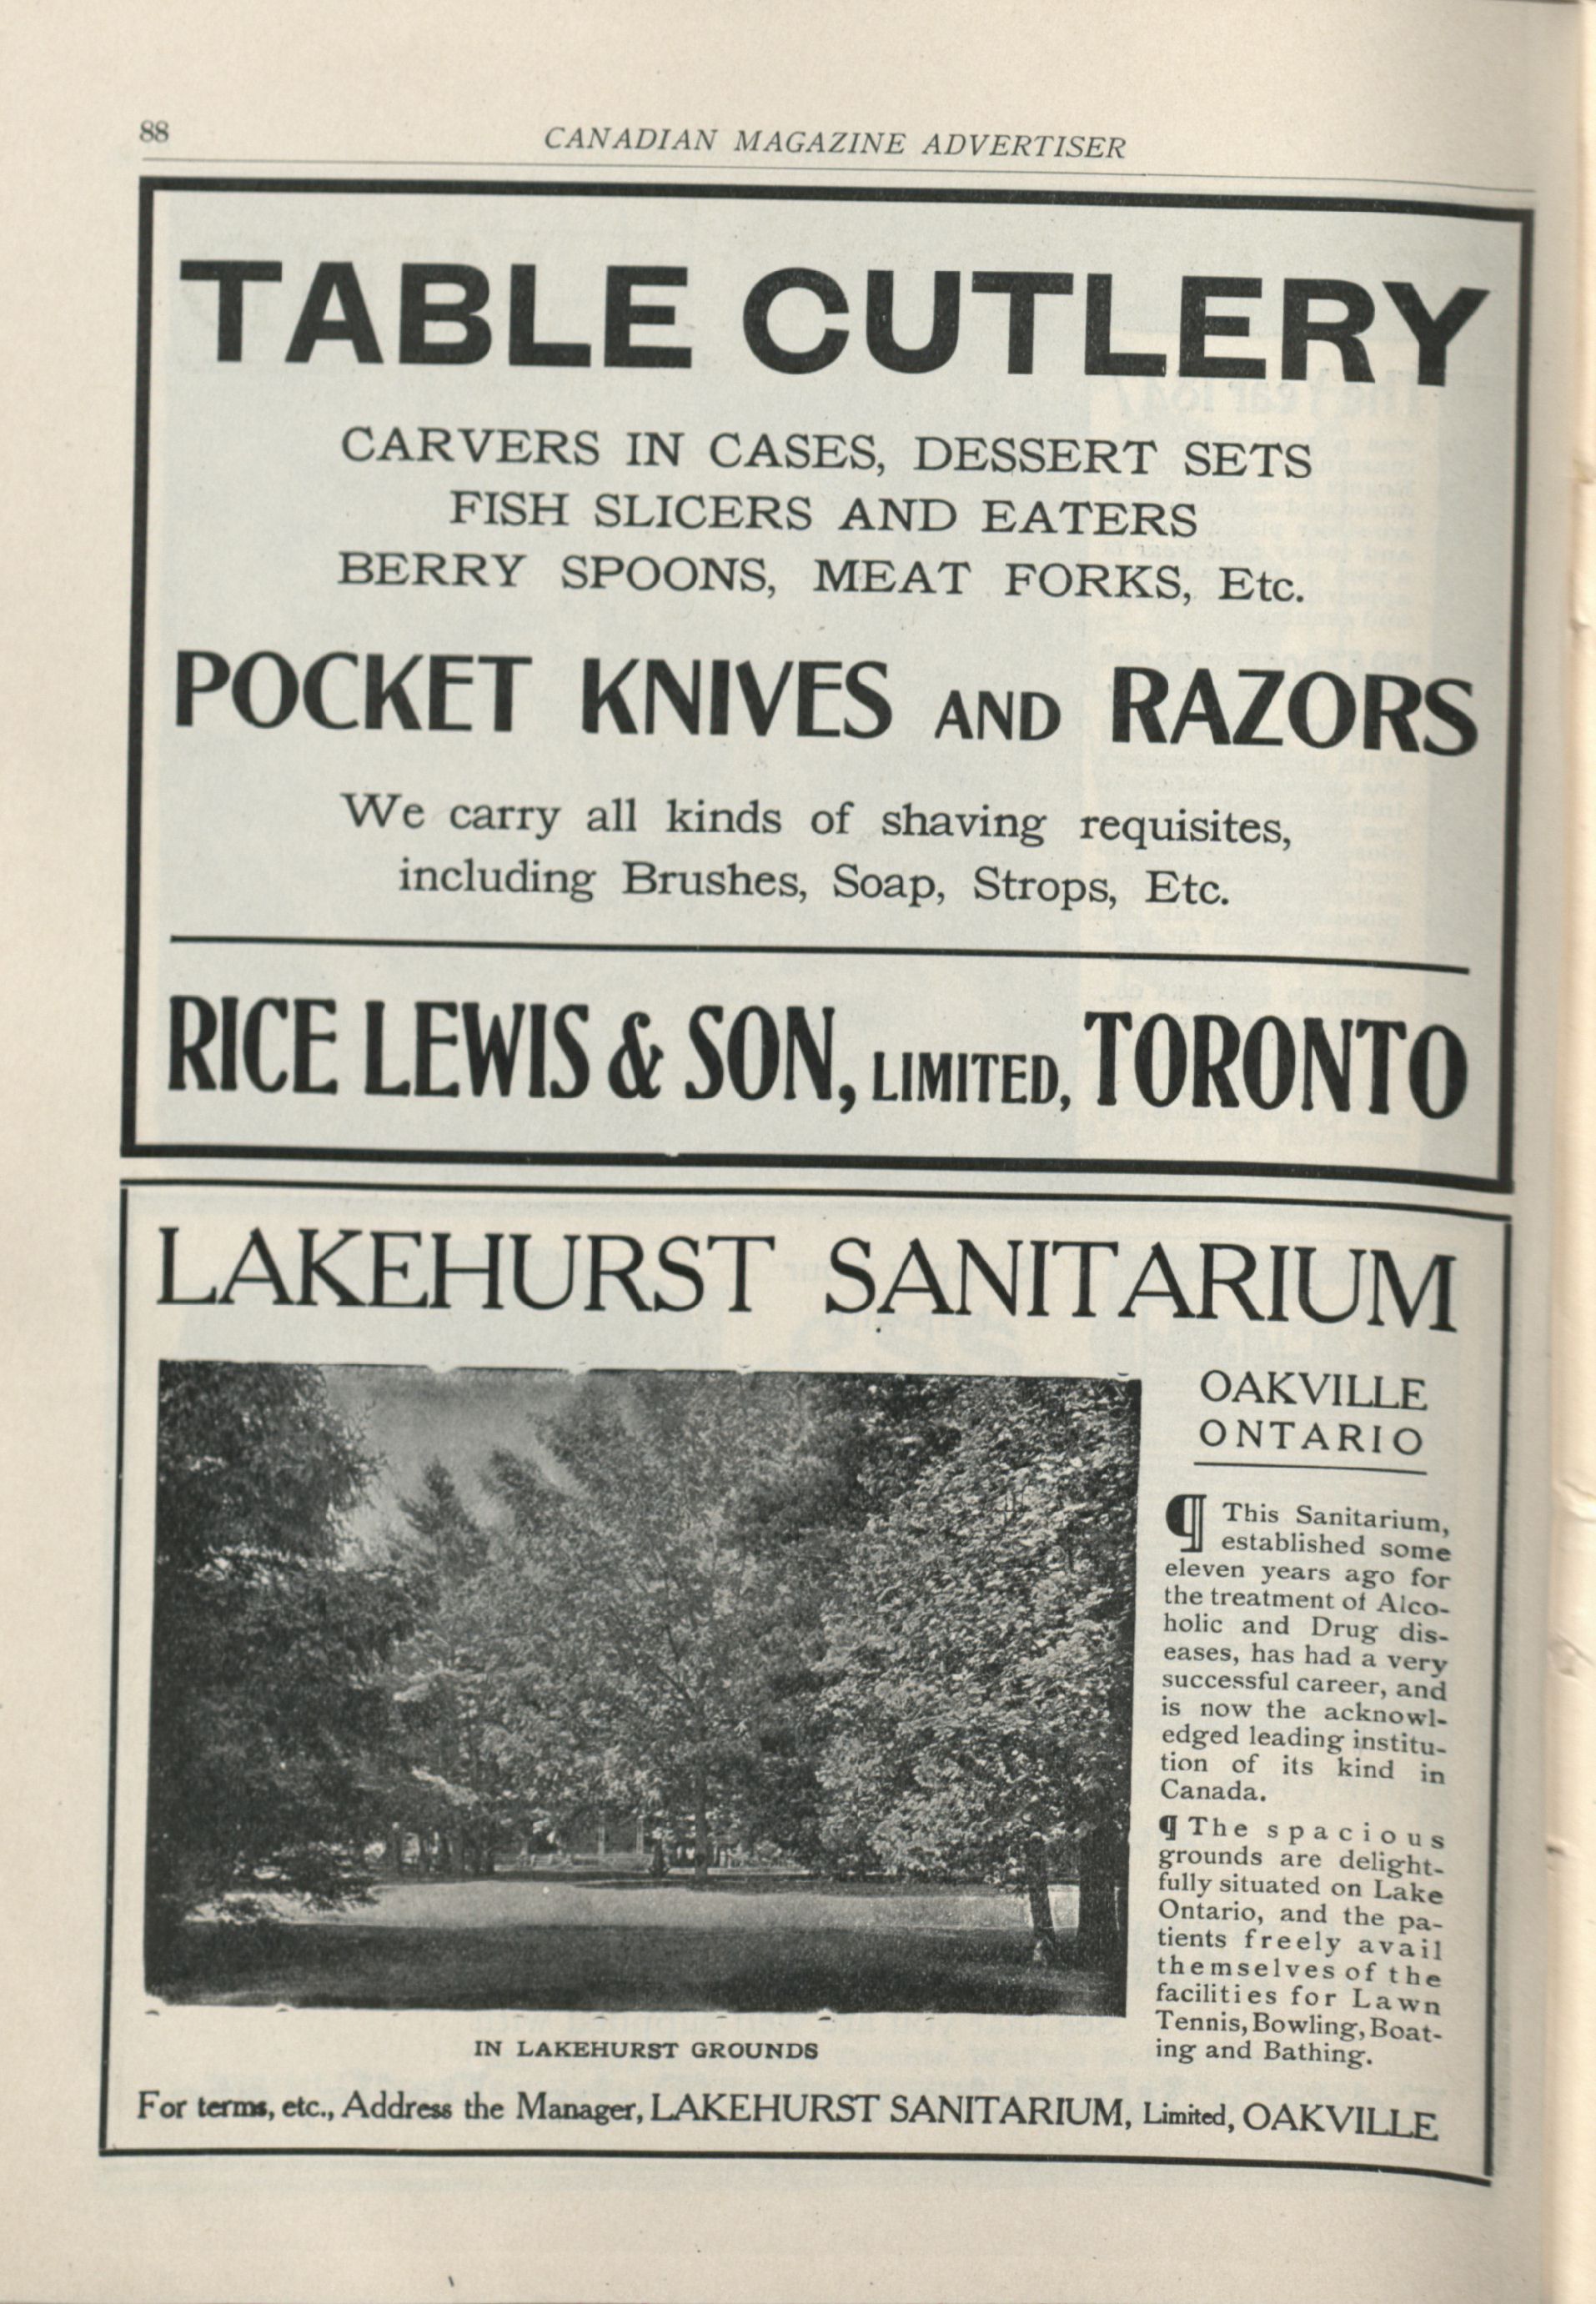 88
CANADIAN MAGAZINE ADVERTISER
TABLE CUTLERY
CARVERS IN CASES, DESSERT SETS
FISH SLICERS AND EATERS
BERRY SPOONS, MEAT FORKS, Etc.
POCKET KNIVES AND RAZORS
We carry all kinds of shaving requisites,
including Brushes, Soap, Strops, Etc.
RICE LEWIS & SON, LIMITED, TORONTO
LAKEHURST SANITARIUM
OAKVILLE
ONTARIO
¶ This Sanitarium,
established some
eleven years ago for
the treatment of Alco-
holic and Drug dis-
eases, has had a very
successful career, and
is now the acknowl-
edged leading institu-
tion of its kind in
Canada.
¶ The spacious
grounds are delight-
fully situated on Lake
Ontario, and the pa-
tients freely avail
themselves of the
facilities for Lawn
Tennis, Bowling, Boat-
ing and Bathing.
IN LAKEHURST GROUNDS
For terms, etc., Address the Manager, LAKEHURST SANITARIUM, Limited, OAKVILLE